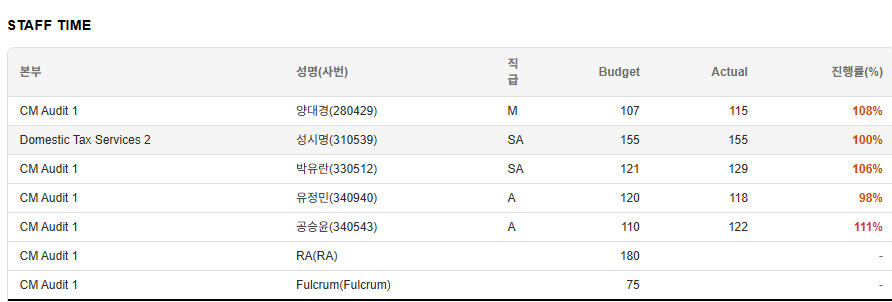 STAFF TIME
본부 성명(사번) 직급 Budget Actual 진행률(%)
CM Audit 1 양대경(280429) M 107 115 108%
Domestic Tax Services 2 성시명(310539) SA 155 155 100%
CM Audit 1 박유란(330512) SA 121 129 106%
CM Audit 1 유정민(340940) A 120 118 98%
CM Audit 1 공승윤(340543) A 110 122 111%
CM Audit 1 RA(RA) 180 -
CM Audit 1 Fulcrum(Fulcrum) 75 -